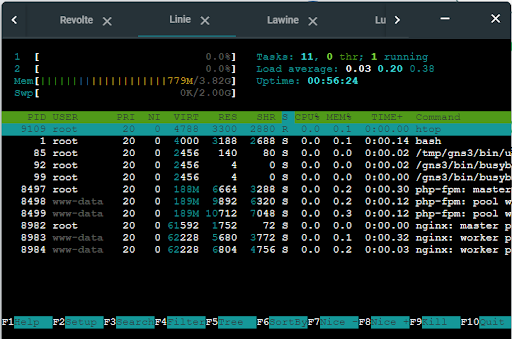 Revolte Linie Lawine Lu
1 [ 0.0%] Tasks: 11, 0 thr; 1 running
2 [ 0.0%] Load average: 0.03 0.20 0.38
Mem[||||||||||||||||||||||779M/3.82G] Uptime: 00:56:24
Swp[ 0K/2.00G]
PID USER PRI NI VIRT RES SHR S CPU% MEM% TIME+ Command
9109 root 20 0 4788 3300 2880 R 0.0 0.1 0:00.00 htop
1 root 20 0 4000 3188 2688 S 0.0 0.1 0:00.14 bash
85 root 20 0 2456 140 80 S 0.0 0.0 0:00.02 /tmp/gns3/bin/u
98 root 20 0 2456 4 0 S 0.0 0.0 0:00.00 /gns3/bin/busyb
99 root 20 0 2456 4 0 S 0.0 0.0 0:00.00 /gns3/bin/busyb
8497 root 20 0 188M 6664 3288 S 0.0 0.2 0:00.30 php-fpm: master
8498 www-data 20 0 189M 9892 6320 S 0.0 0.2 0:00.12 php-fpm: pool w
8499 www-data 20 0 189M 10712 7048 S 0.0 0.3 0:00.12 php-fpm: pool w
8982 root 20 0 61592 1752 72 S 0.0 0.0 0:00.00 nginx: master p
8983 www-data 20 0 62228 5680 3772 S 0.0 0.1 0:00.32 nginx: worker p
8984 www-data 20 0 62228 6804 4756 S 0.0 0.2 0:00.03 nginx: worker p
F1Help F2Setup F3SearchF4FilterF5Tree F6SortByF7Nice -F8Nice +F9Kill F10Quit